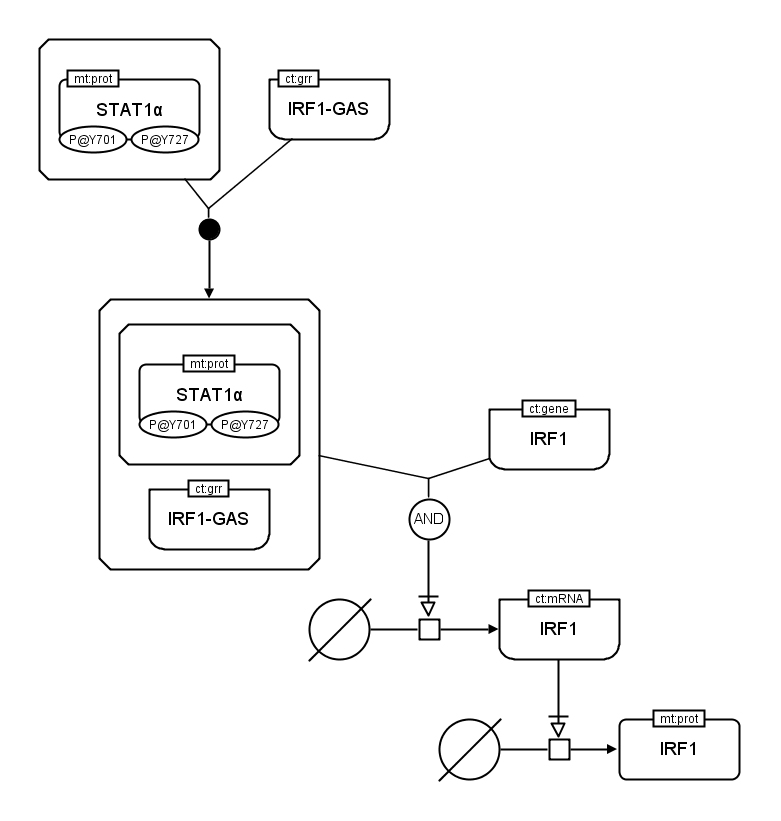 mt:prot
STAT1α
P@Y701
P@Y727
ct:grr
IRF1-GAS
mt:prot
STAT1α
P@Y701
P@Y727
ct:grr
IRF1-GAS
ct:gene
IRF1
AND
ct:mRNA
IRF1
mt:prot
IRF1